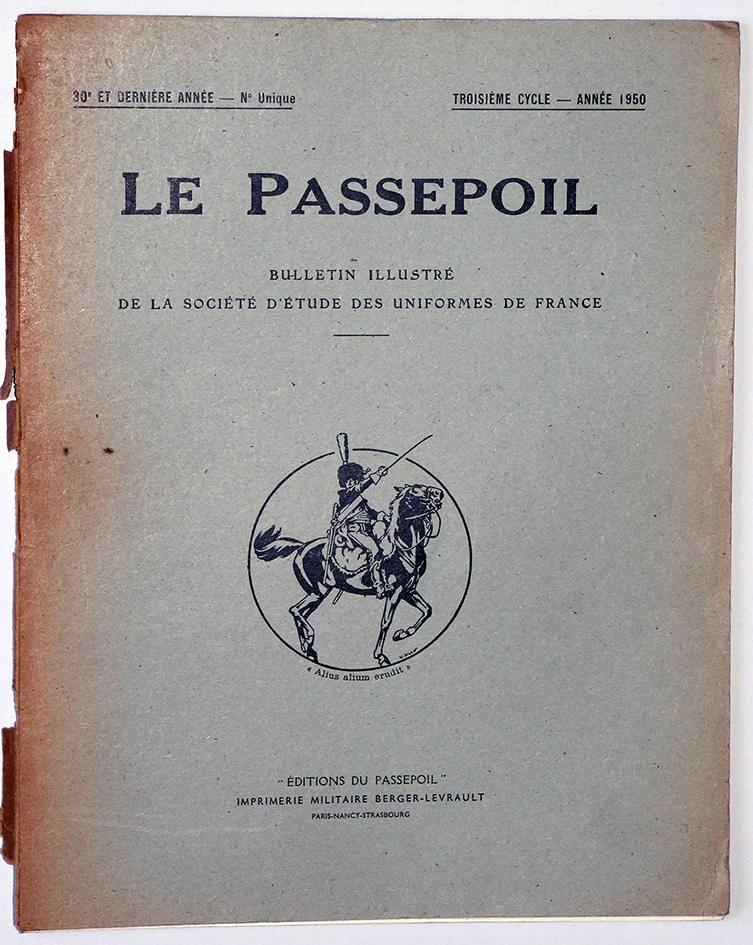 30e ET DERNIÈRE ANNÉE — No Unique
TROISIÈME CYCLE — ANNÉE 1950
LE PASSEPOIL
BULLETIN ILLUSTRÉ
DE LA SOCIÉTÉ D'ÉTUDE DES UNIFORMES DE FRANCE
« Alius alium erudit »
"ÉDITIONS DU PASSEPOIL"
IMPRIMERIE MILITAIRE BERGER-LEVRAULT
PARIS-NANCY-STRASBOURG